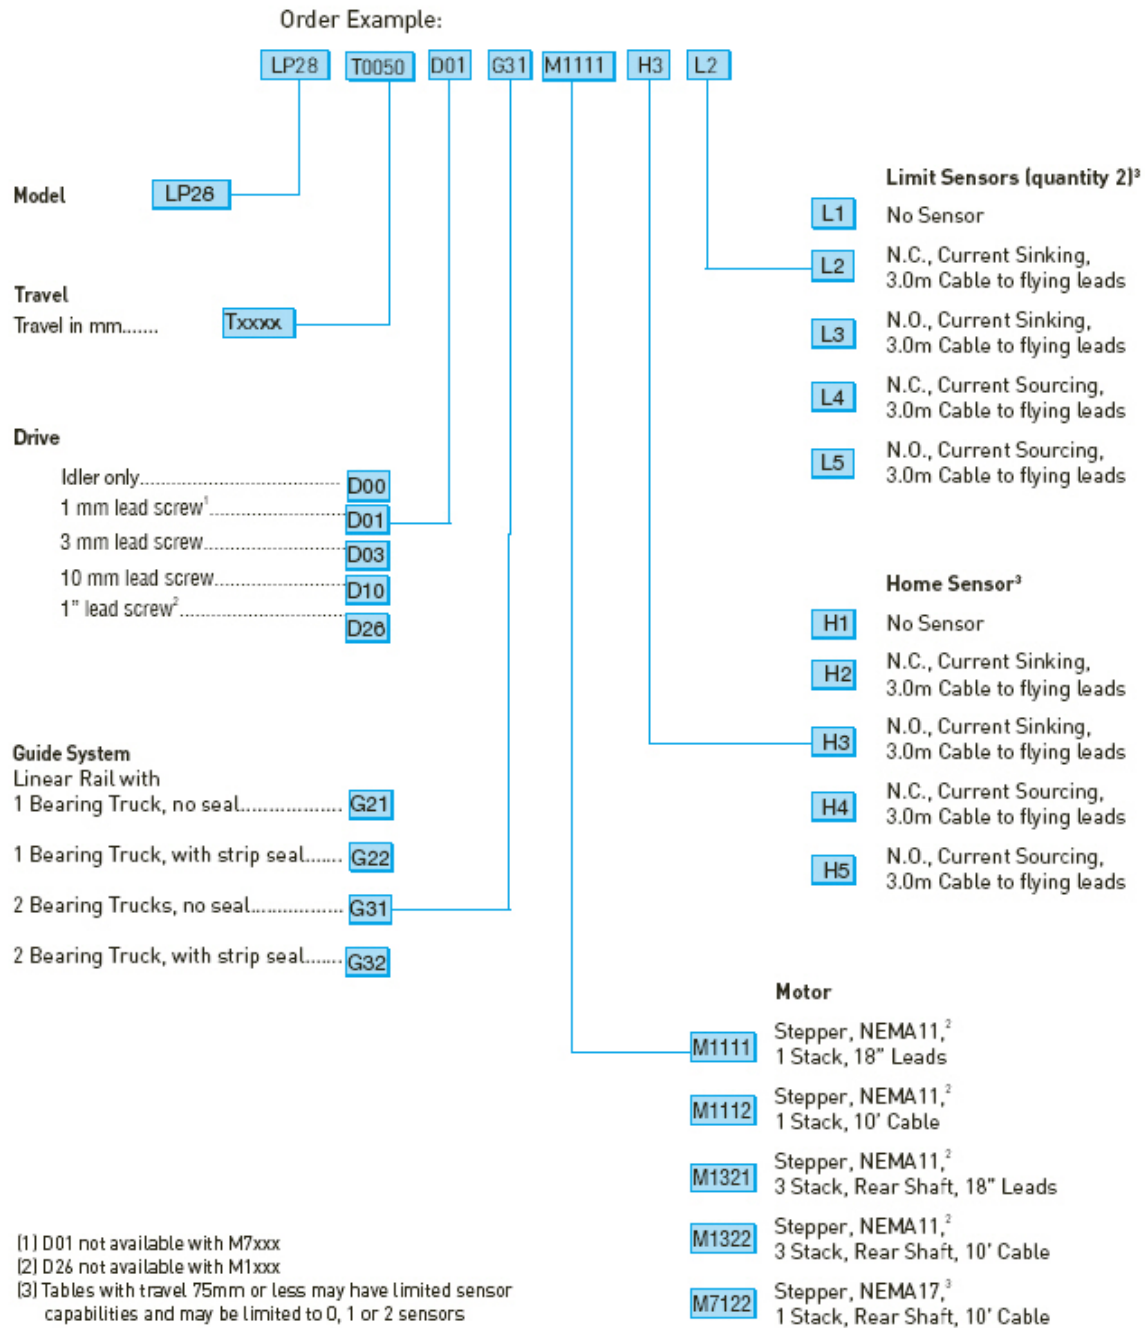 Order Example:
LP28 T0050 D01 G31 M1111 H3 L2
Model LP28
Travel
Travel in mm....... Txxxx
Drive
Idler only........................................ D00
1 mm lead screw¹........................... D01
3 mm lead screw............................ D03
10 mm lead screw.......................... D10
1” lead screw²................................. D26
Guide System
Linear Rail with
1 Bearing Truck, no seal.................. G21
1 Bearing Truck, with strip seal....... G22
2 Bearing Trucks, no seal................ G31
2 Bearing Truck, with strip seal....... G32
(1) D01 not available with M7xxx
(2) D26 not available with M1xxx
(3) Tables with travel 75mm or less may have limited sensor
capabilities and may be limited to 0, 1 or 2 sensors
Limit Sensors (quantity 2)³
L1 No Sensor
L2 N.C., Current Sinking,
3.0m Cable to flying leads
L3 N.O., Current Sinking,
3.0m Cable to flying leads
L4 N.C., Current Sourcing,
3.0m Cable to flying leads
L5 N.O., Current Sourcing,
3.0m Cable to flying leads
Home Sensor³
H1 No Sensor
H2 N.C., Current Sinking,
3.0m Cable to flying leads
H3 N.O., Current Sinking,
3.0m Cable to flying leads
H4 N.C., Current Sourcing,
3.0m Cable to flying leads
H5 N.O., Current Sourcing,
3.0m Cable to flying leads
Motor
M1111 Stepper, NEMA11,²
1 Stack, 18” Leads
M1112 Stepper, NEMA11,²
1 Stack, 10’ Cable
M1321 Stepper, NEMA11,²
3 Stack, Rear Shaft, 18” Leads
M1322 Stepper, NEMA11,²
3 Stack, Rear Shaft, 10’ Cable
M7122 Stepper, NEMA17,³
1 Stack, Rear Shaft, 10’ Cable